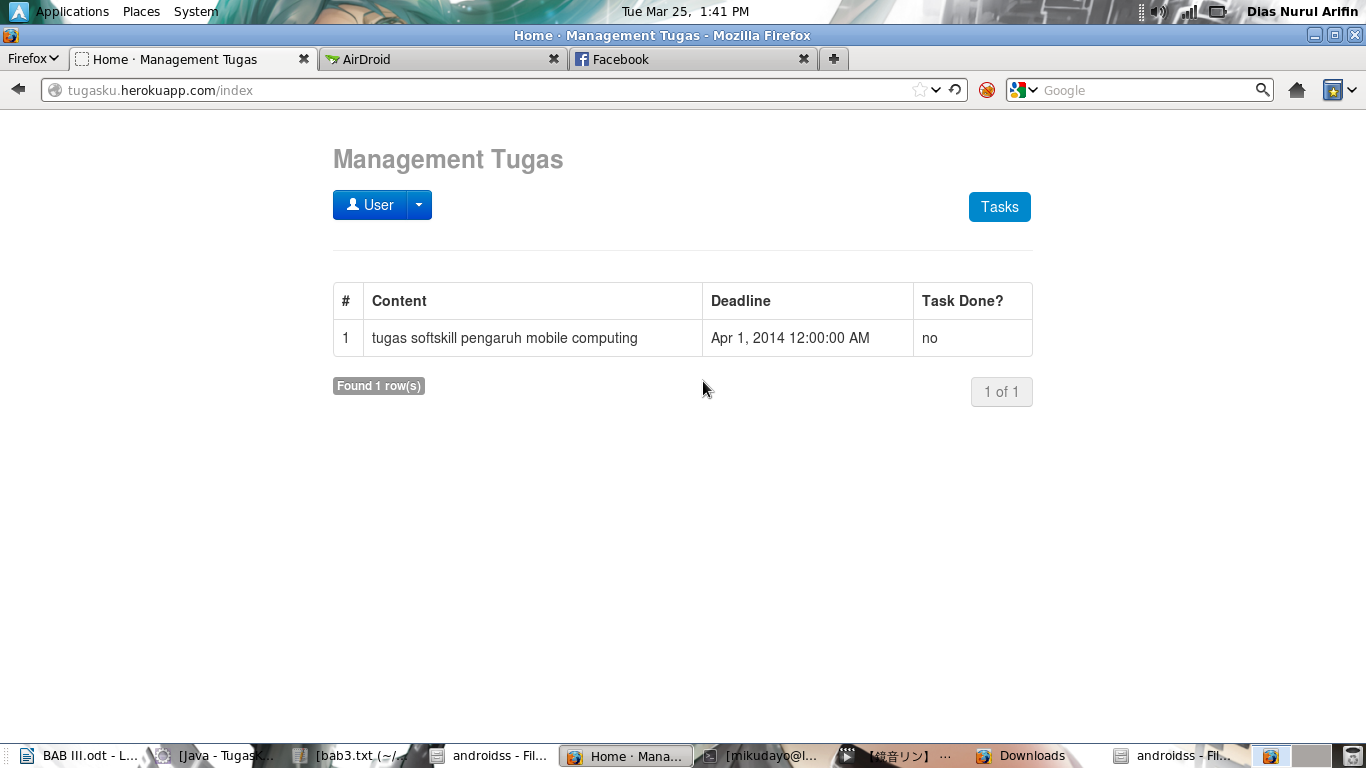 Applications Places System Tue Mar 25, 1:41 PM Dias Nurul Arifin
Home · Management Tugas - Mozilla Firefox
Firefox Home · Management Tugas AirDroid Facebook
tugasku.herokuapp.com/index Google
Management Tugas
User Tasks
# Content Deadline Task Done?
1 tugas softskill pengaruh mobile computing Apr 1, 2014 12:00:00 AM no
Found 1 row(s) 1 of 1
BAB III.odt - L... [Java - TugasK... [bab3.txt (~/... androidss - Fil... Home · Mana... [mikudayo@l... 【鏡音リン】 ... Downloads androidss - Fil...